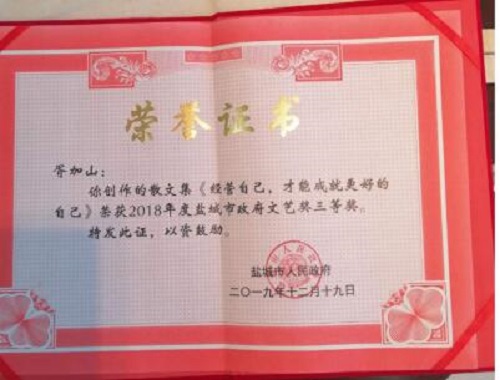 荣誉证书
胥加山：
你创作的散文集《经营自己，才能成就更好的
自己》荣获2018年度盐城市政府文艺奖三等奖。
特发此证，以资鼓励。
盐城市人民政府
二〇一九年十二月十九日